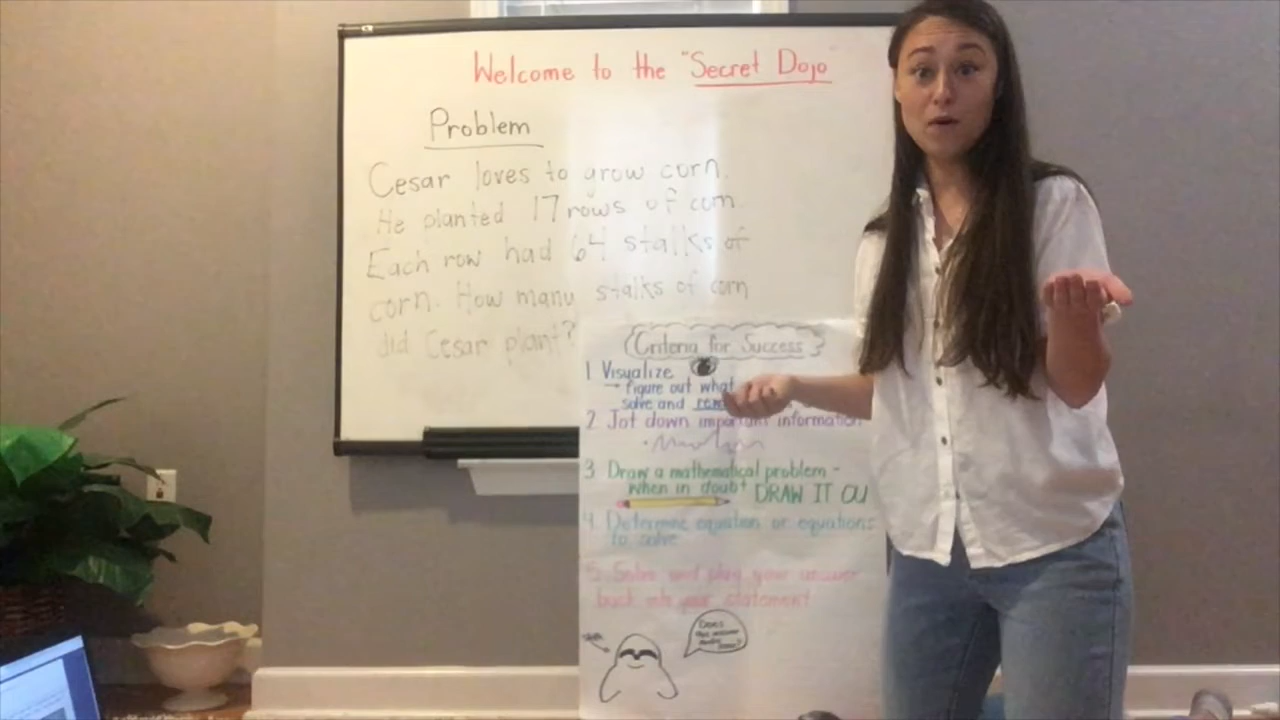 Welcome to the "Secret Dojo"
Problem
Cesar loves to grow corn.
He planted 17 rows of corn.
Each row had 64 stalks of
corn. How many stalks of corn
did Cesar plant?
Criteria for Success
1 Visualize
→ figure out what
solve and
2. Jot down important information
3 Draw a mathematical problem -
when in doubt DRAW IT OU
4. Determine equation or equations
to solve
5. Solve and plug your answer
back into your statement
Does
this answer
make
sense?